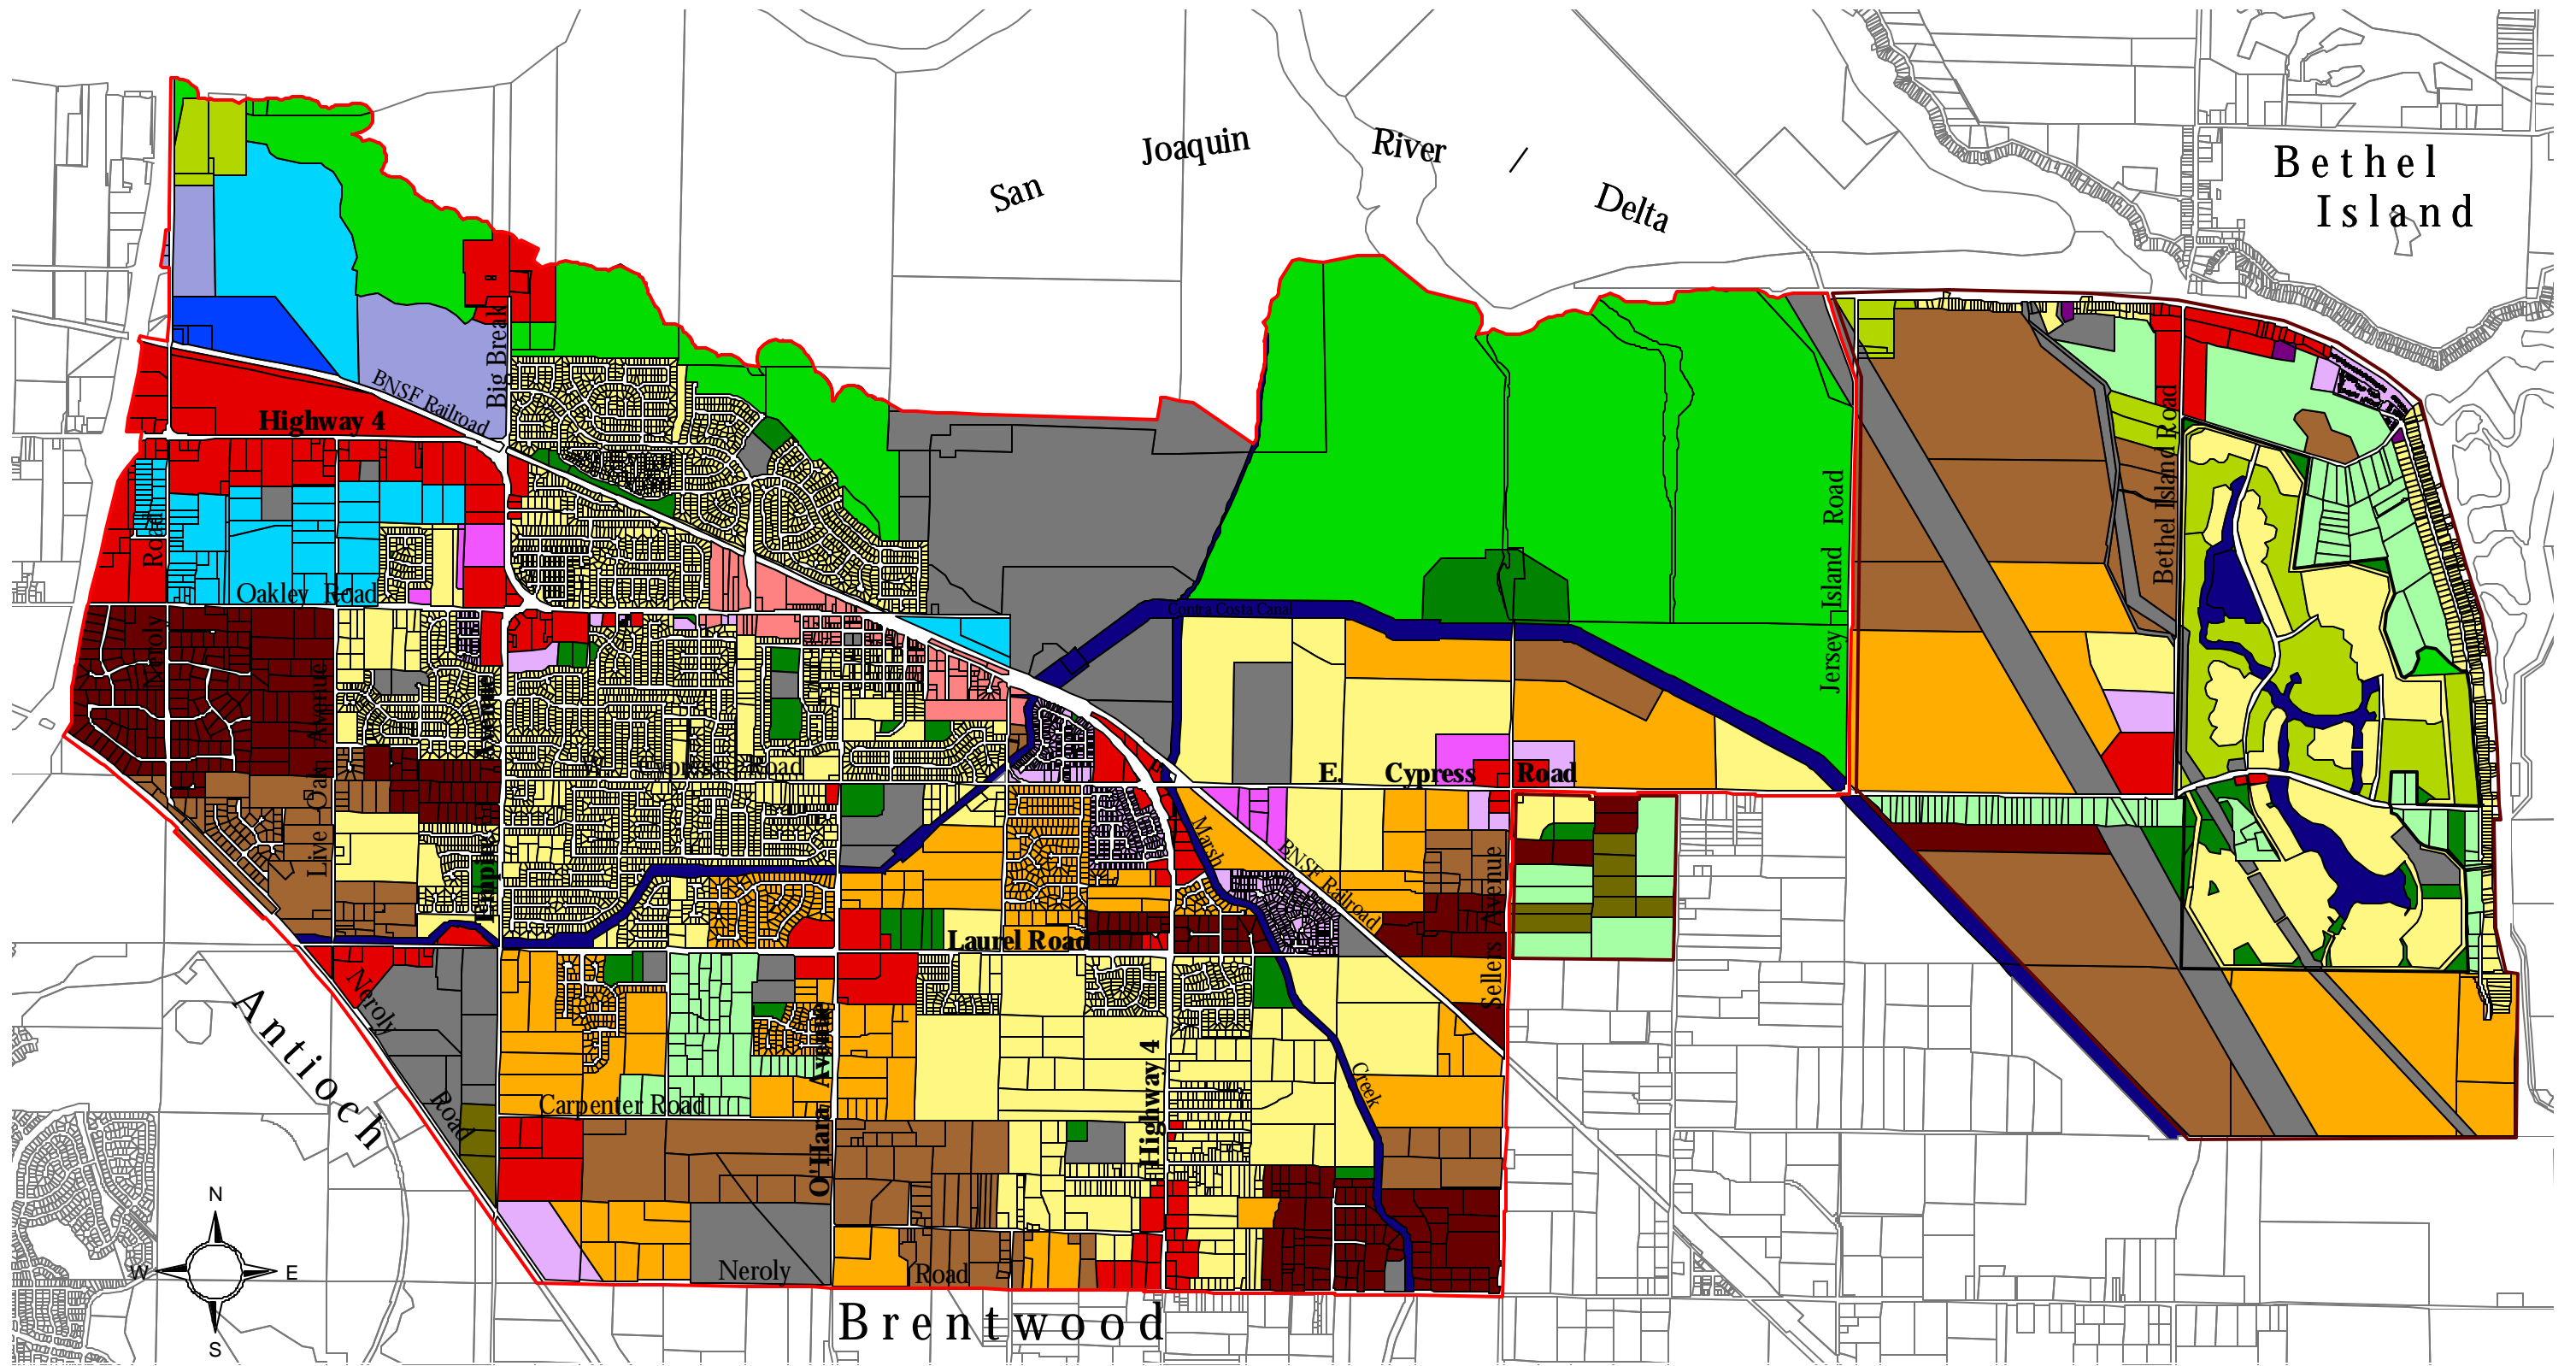 Bethel
Island
San Joaquin River / Delta
Big Break
BNSF Railroad
Highway 4
Road
Neroly
Oakley Road
Contra Costa Canal
Jersey Island Road
Bethel Island Road
Live Oak Avenue
Empire Avenue
Cypress Road
E. Cypress Road
Marsh
Creek
BNSF Railroad
Laurel Road
Sellers Avenue
Neroly
Road
Antioch
Carpenter Road
O'Hara Avenue
Highway 4
Neroly Road
N
W
E
S
Brentwood